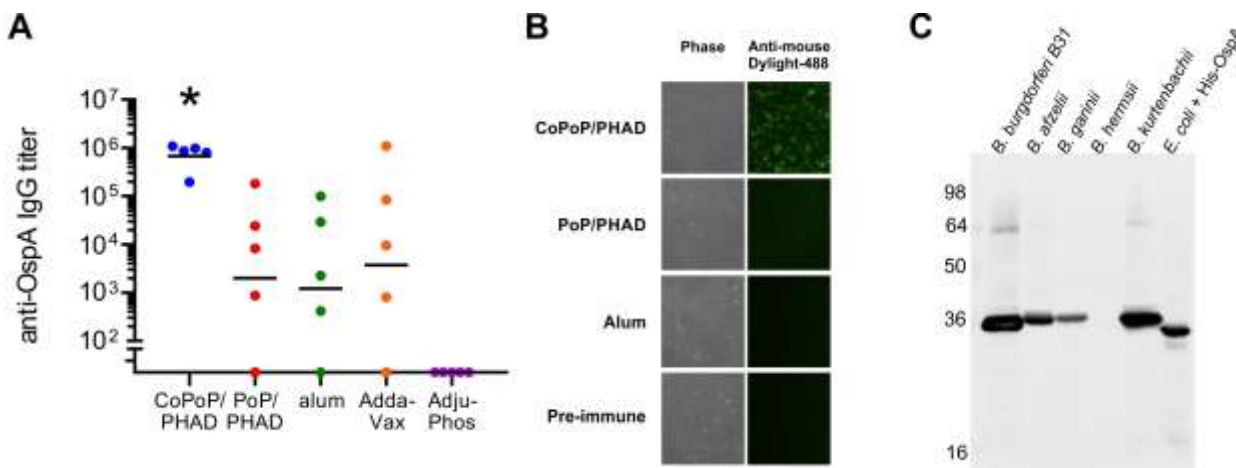 A
anti-OspA IgG titer
10⁷
10⁶
10⁵
10⁴
10³
10²
*
CoPoP/
PHAD
PoP/
PHAD
alum
Adda-
Vax
Adju-
Phos
B
Phase
Anti-mouse
Dylight-488
CoPoP/PHAD
PoP/PHAD
Alum
Pre-immune
C
B. burgdorferi B31
B. afzelii
B. garinii
B. hermsii
B. kurtenbachii
E. coli + His-OspA
98
64
50
36
16